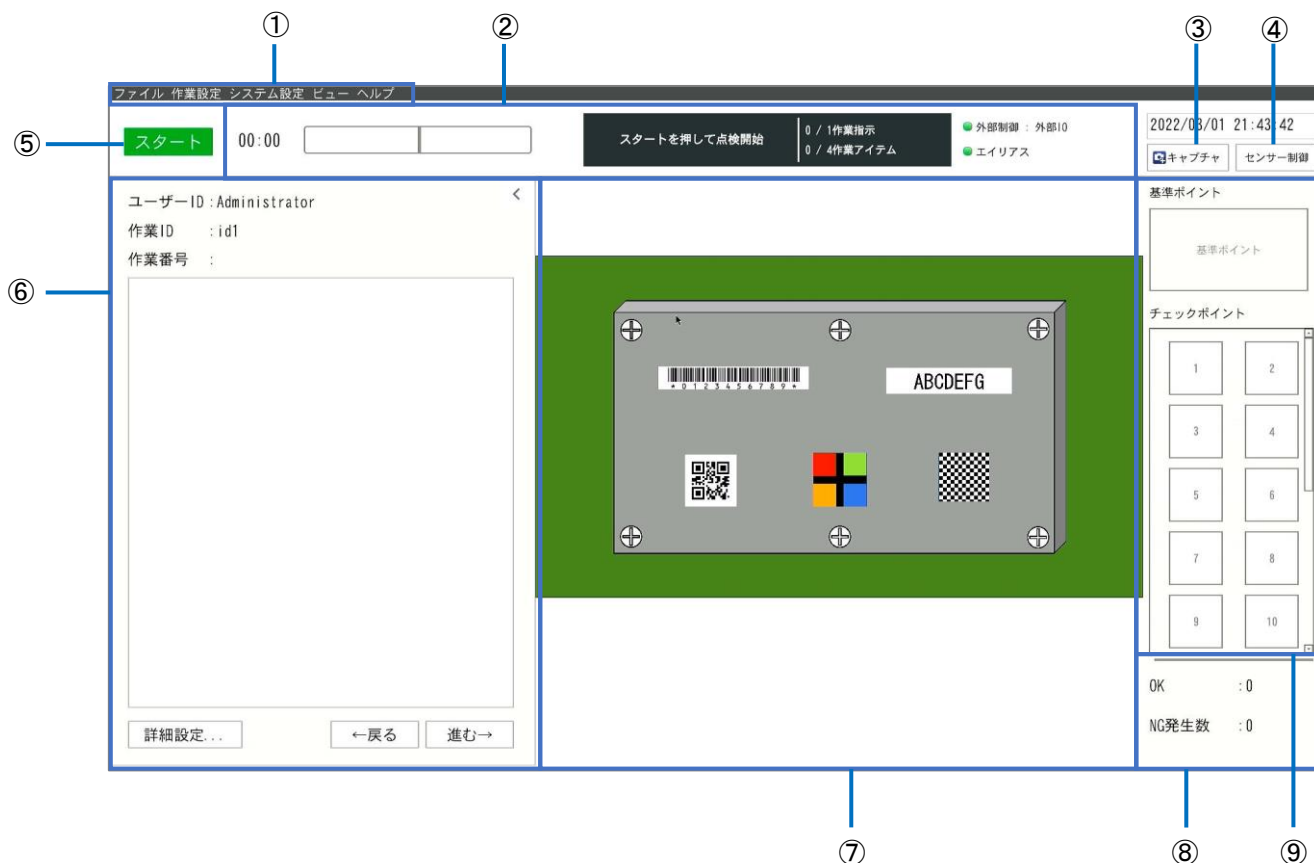 ① ② ③ ④
ファイル 作業設定 システム設定 ビュー ヘルプ
⑤
スタート
00:00
スタートを押して点検開始
0 / 1作業指示
0 / 4作業アイテム
外部制御 : 外部IO
エイリアス
2022/03/01 21:43:42
キャプチャ センサー制御
⑥
ユーザーID :Administrator <
作業ID :id1
作業番号 :
詳細設定... ←戻る 進む→
*0123456789*
ABCDEFG
基準ポイント
基準ポイント
チェックポイント
1 2
3 4
5 6
7 8
9 10
OK :0
NG発生数 :0
⑦ ⑧ ⑨